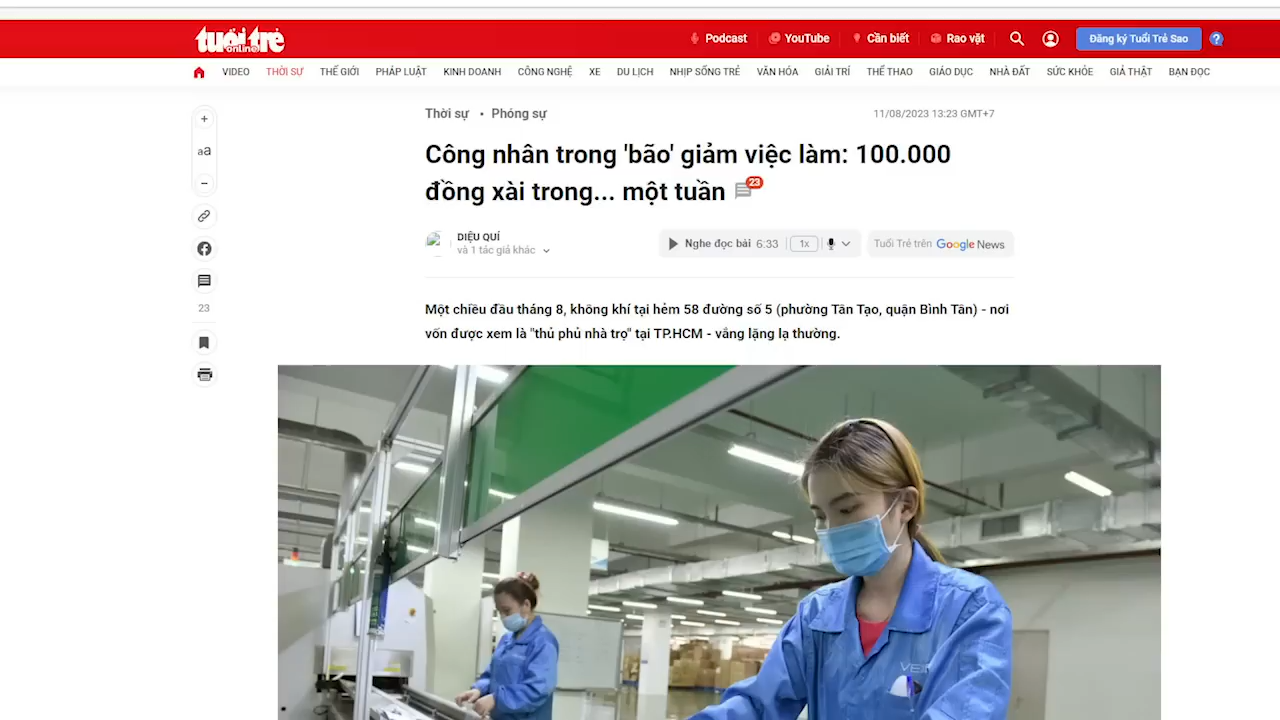 tuổi trẻ online
Podcast YouTube Cần biết Rao vặt Đăng ký Tuổi Trẻ Sao ?
VIDEO THỜI SỰ THẾ GIỚI PHÁP LUẬT KINH DOANH CÔNG NGHỆ XE DU LỊCH NHỊP SỐNG TRẺ VĂN HÓA GIẢI TRÍ THỂ THAO GIÁO DỤC NHÀ ĐẤT SỨC KHỎE GIẢ THẬT BẠN ĐỌC
+
aa
-
23
Thời sự • Phóng sự 11/08/2023 13:23 GMT+7
Công nhân trong 'bão' giảm việc làm: 100.000
đồng xài trong... một tuần 23
DIỆU QUÍ
và 1 tác giả khác
Nghe đọc bài 6:33 1x
Tuổi Trẻ trên Google News
Một chiều đầu tháng 8, không khí tại hẻm 58 đường số 5 (phường Tân Tạo, quận Bình Tân) - nơi
vốn được xem là "thủ phủ nhà trọ" tại TP.HCM - vắng lặng lạ thường.